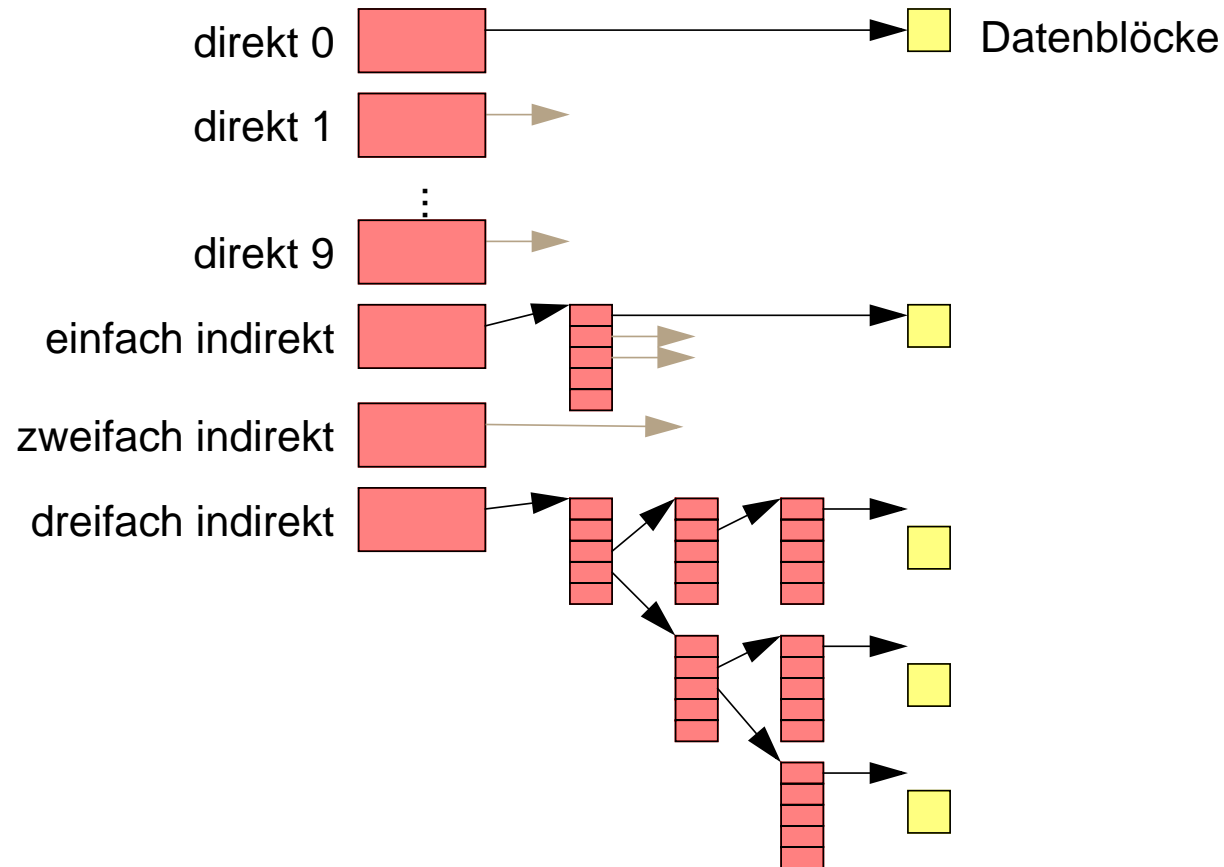 direkt 0
Datenblöcke
direkt 1
⋮
direkt 9
einfach indirekt
zweifach indirekt
dreifach indirekt